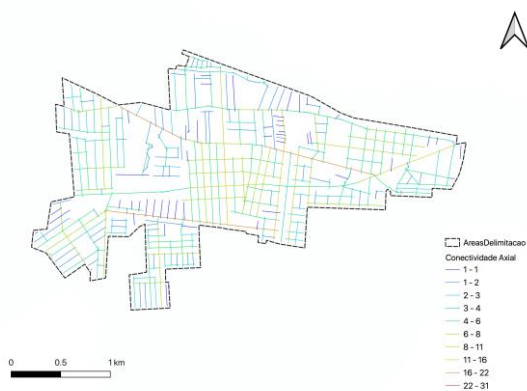 AreasDelimitacao
Conectividade Axial
1 - 1
1 - 2
2 - 3
3 - 4
4 - 6
6 - 8
8 - 11
11 - 16
16 - 22
22 - 31
0 0.5 1 km